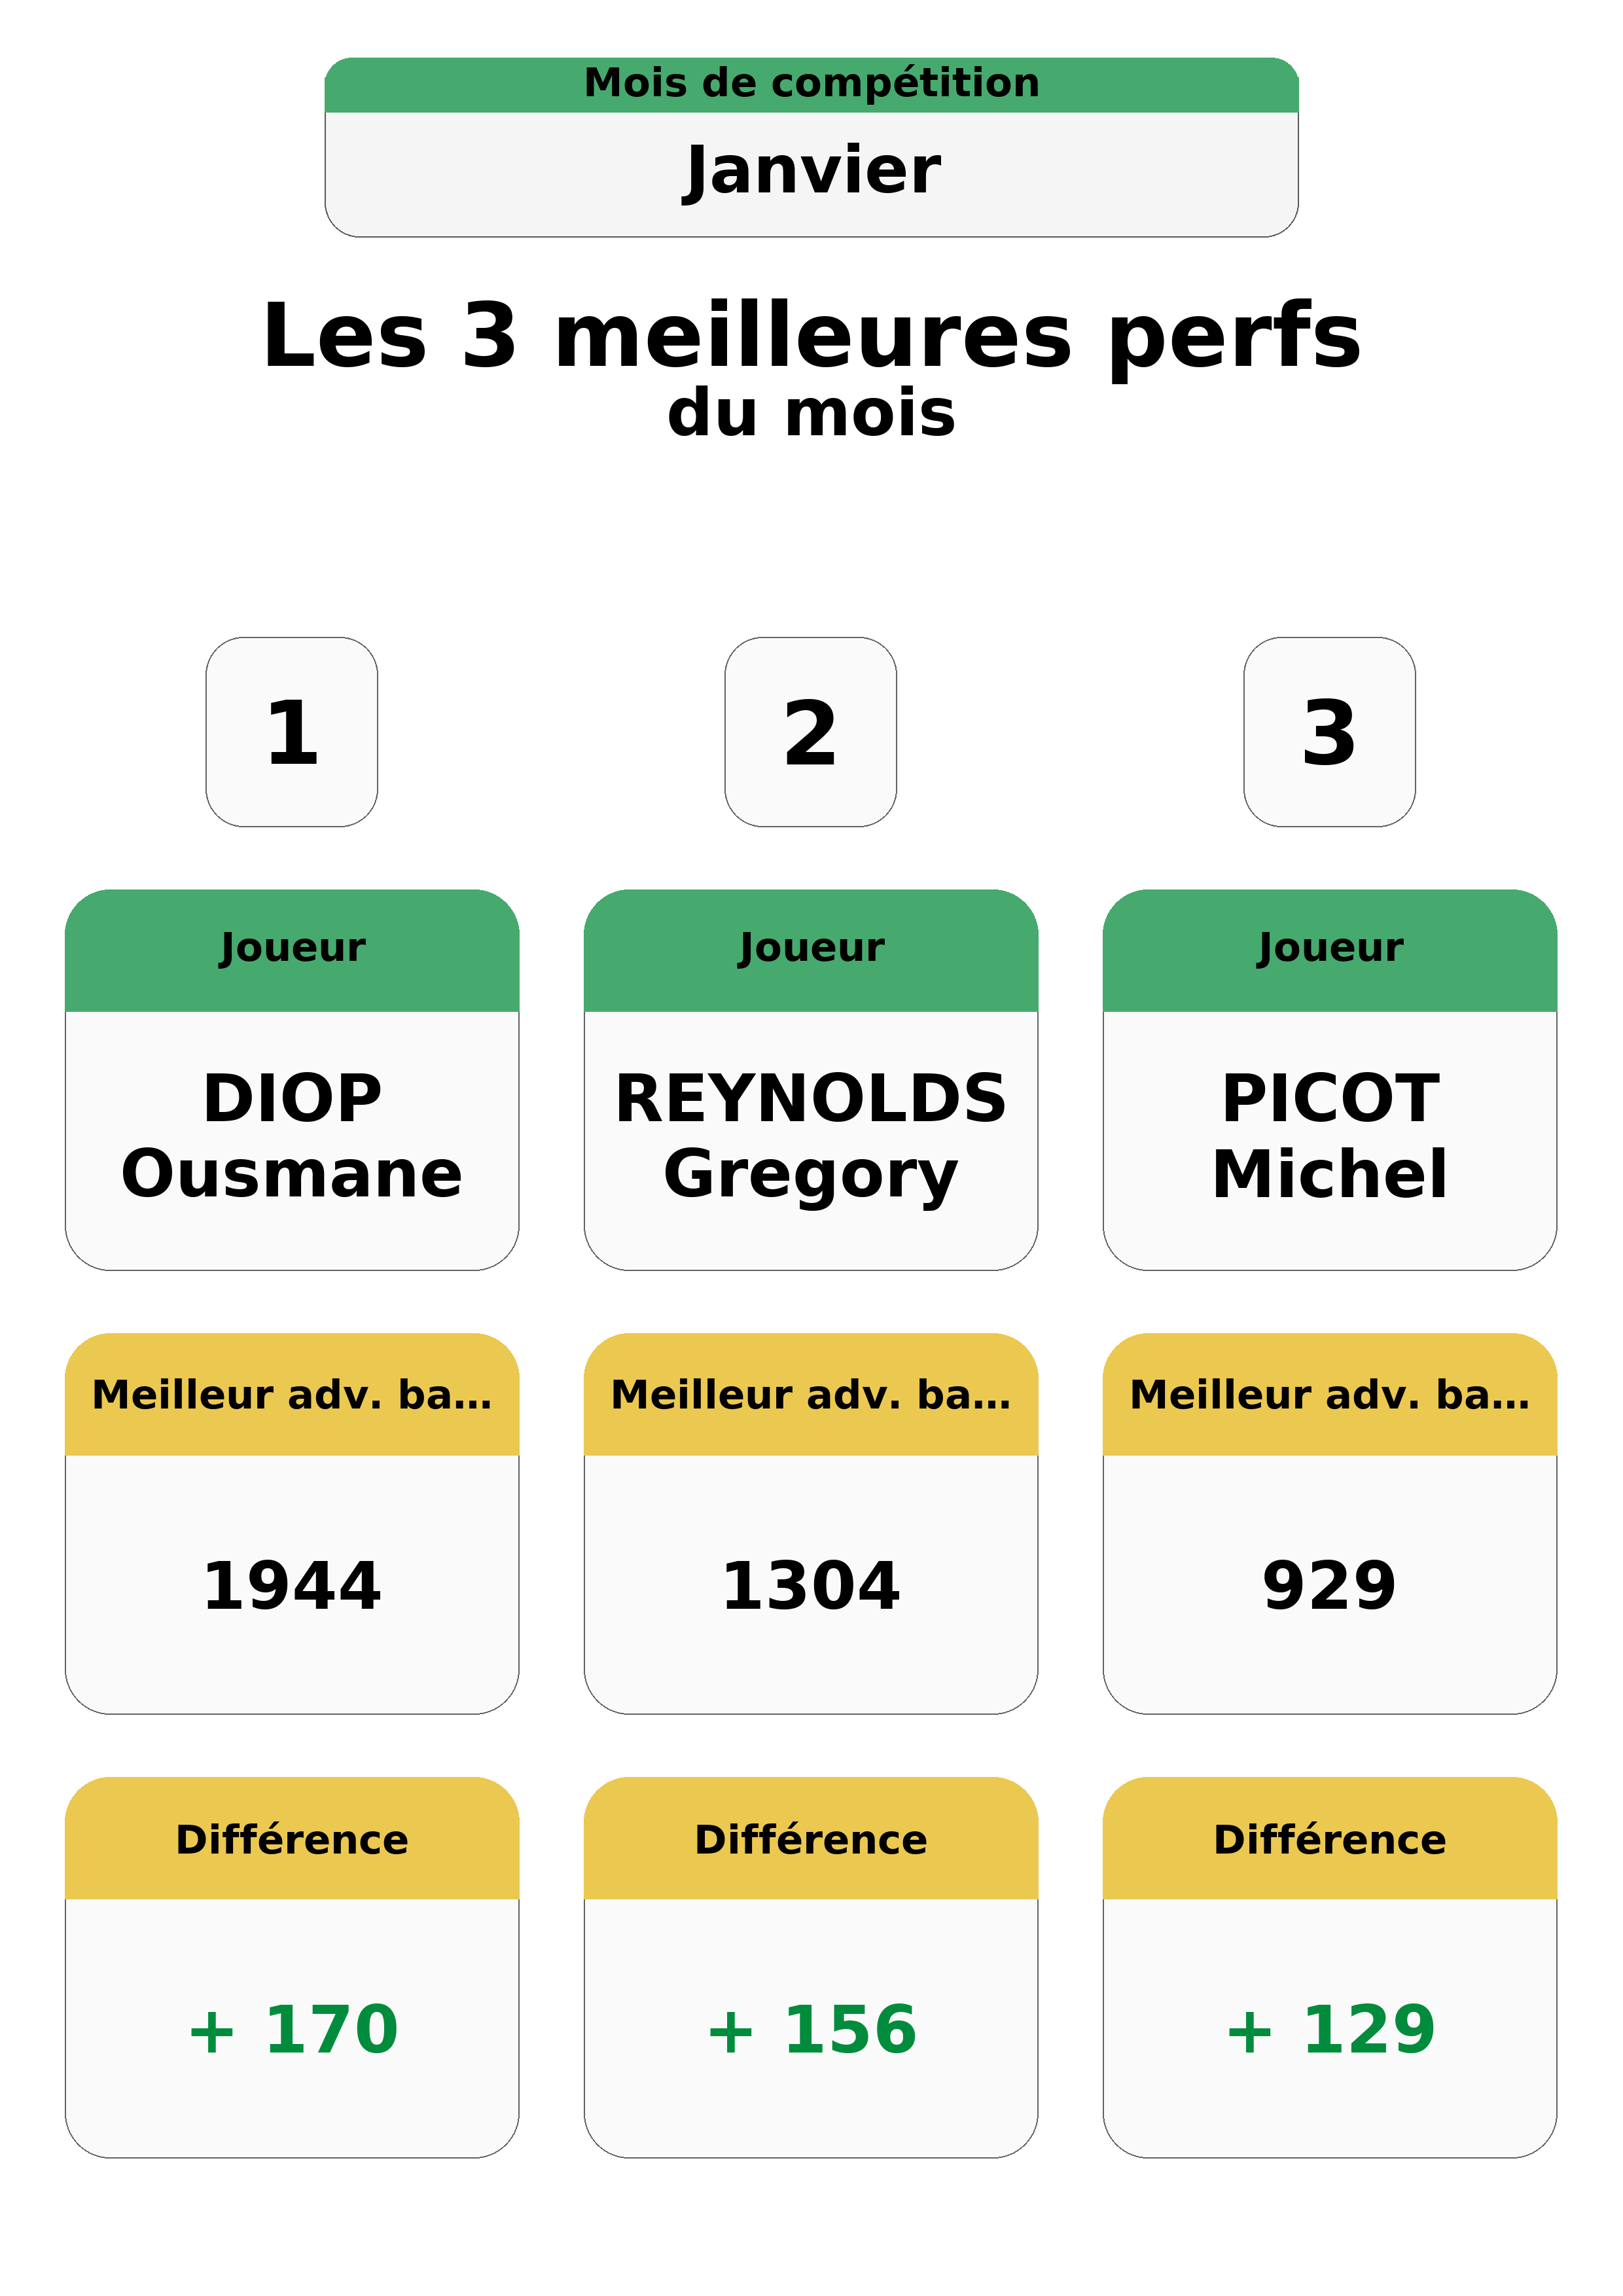 Mois de compétition
Janvier
Les 3 meilleures perfs
du mois
1
2
3
Joueur
Joueur
Joueur
DIOP
Ousmane
REYNOLDS
Gregory
PICOT
Michel
Meilleur adv. ba...
Meilleur adv. ba...
Meilleur adv. ba...
1944
1304
929
Différence
Différence
Différence
+ 170
+ 156
+ 129